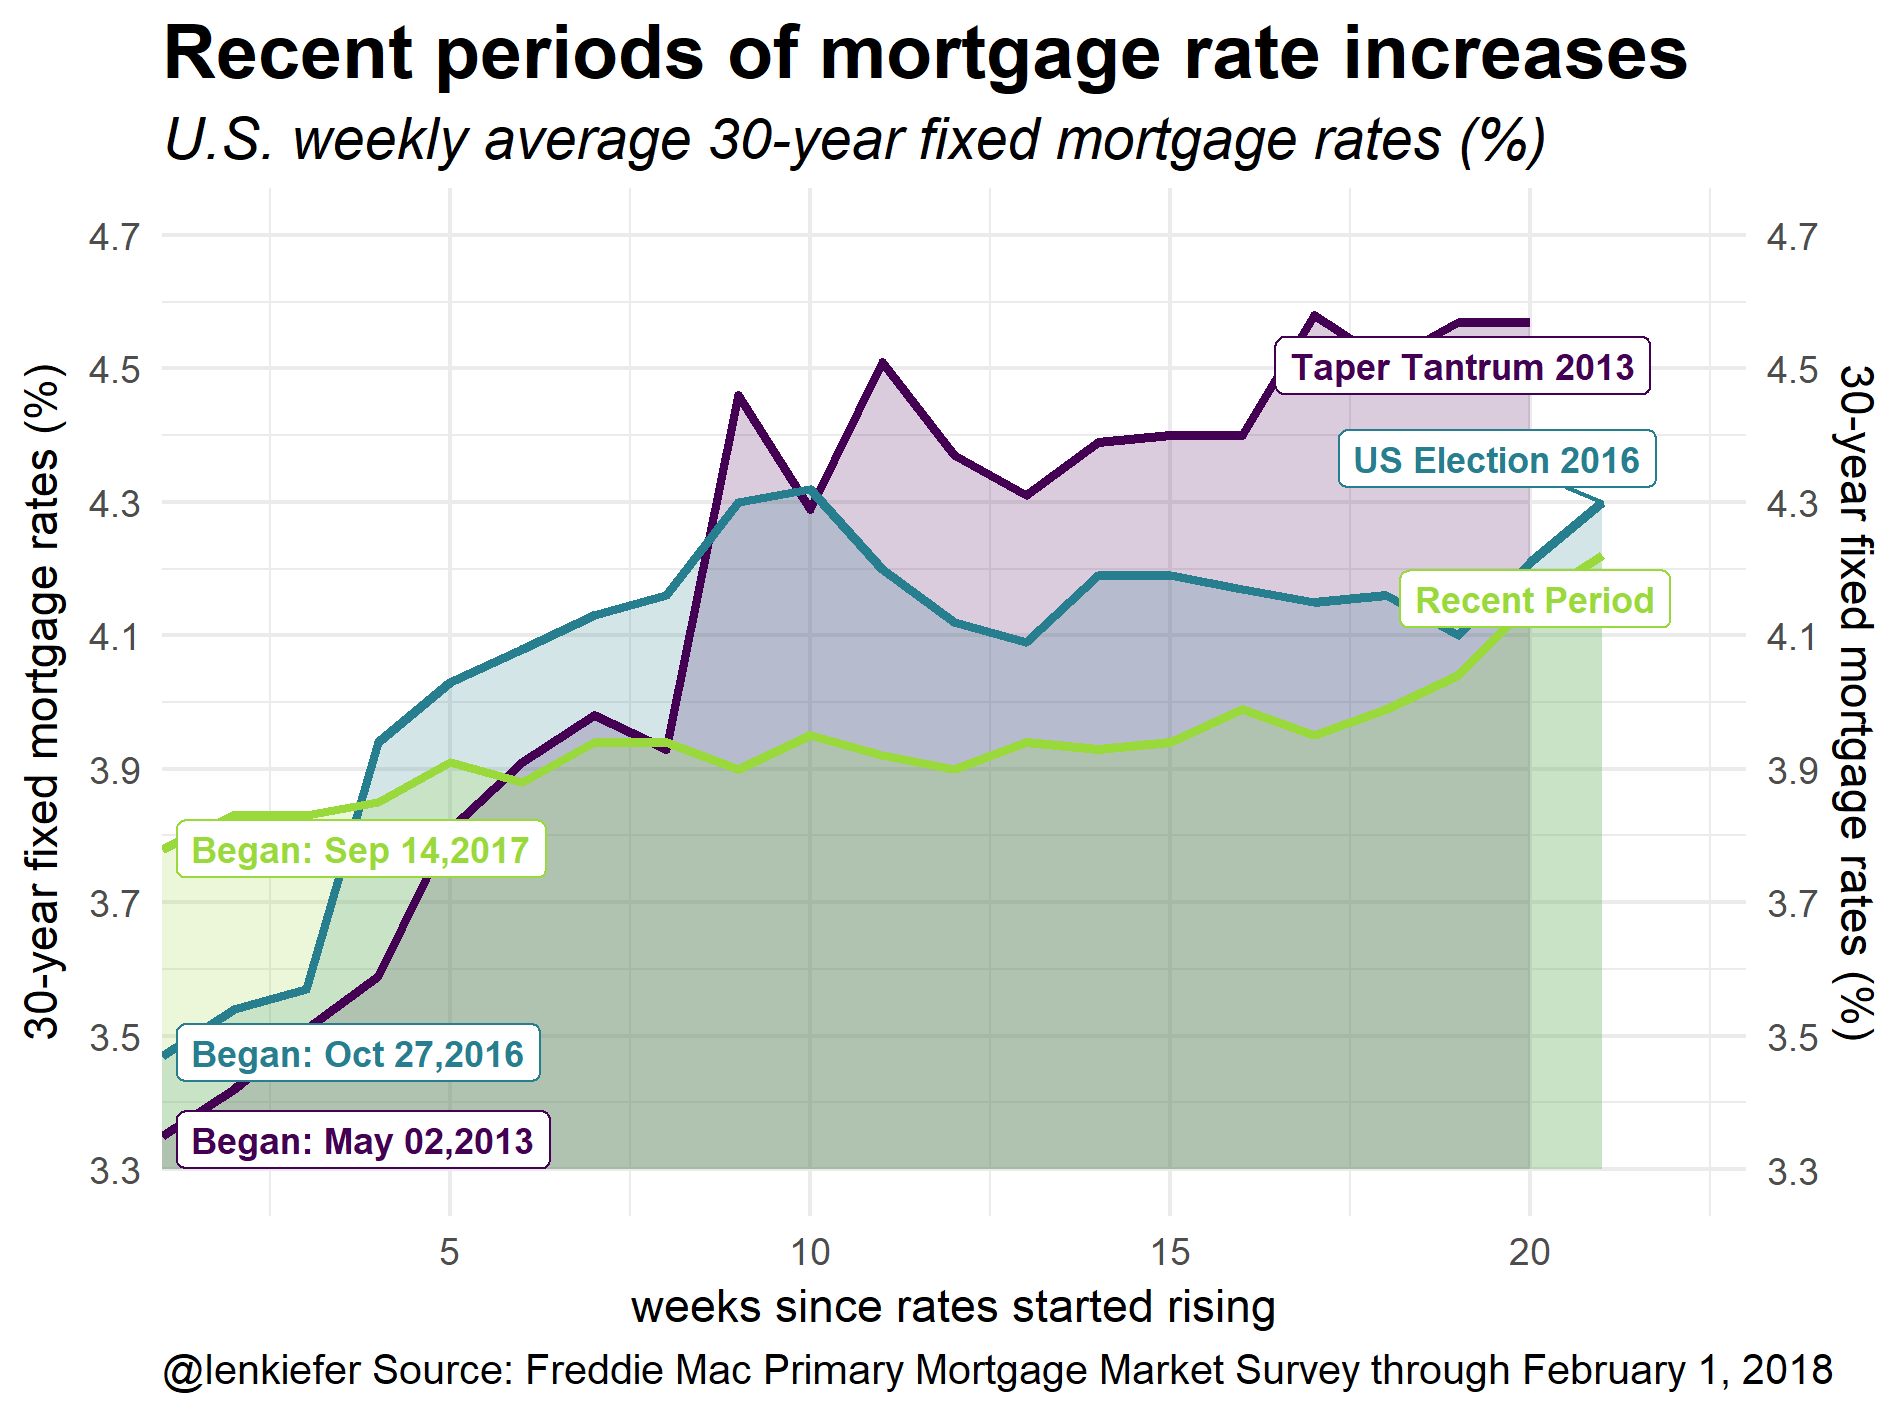 Recent periods of mortgage rate increases
U.S. weekly average 30-year fixed mortgage rates (%)
30-year fixed mortgage rates (%)
4.7
4.5
4.3
4.1
3.9
3.7
3.5
3.3
Taper Tantrum 2013
US Election 2016
Recent Period
Began: Sep 14,2017
Began: Oct 27,2016
Began: May 02,2013
4.7
4.5
4.3
4.1
3.9
3.7
3.5
3.3
30-year fixed mortgage rates (%)
5
10
15
20
weeks since rates started rising
@lenkiefer Source: Freddie Mac Primary Mortgage Market Survey through February 1, 2018